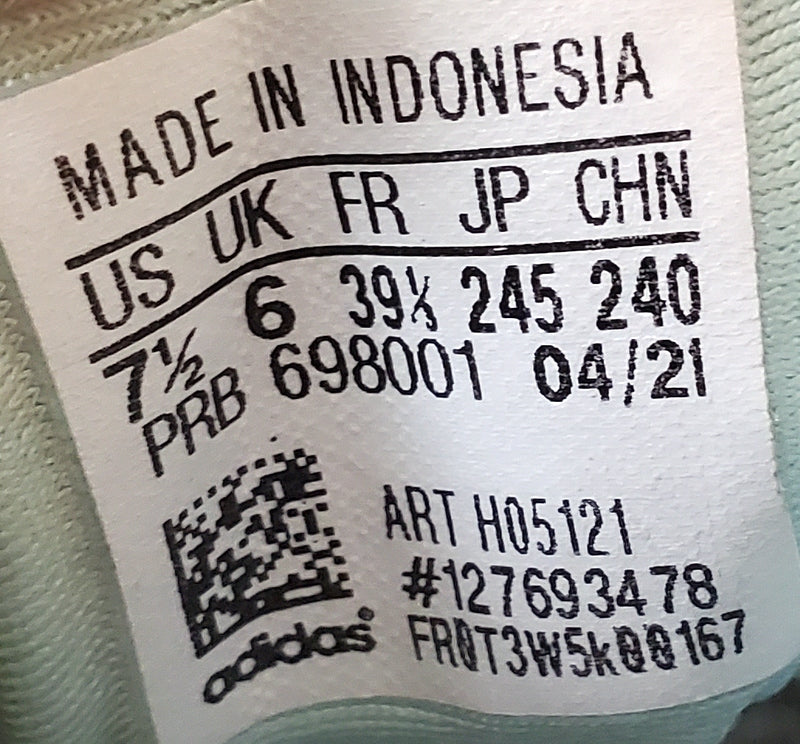 MADE IN INDONESIA
US UK FR JP CHN
7½ 6 39⅓ 245 240
PRB 698001 04/21
ART H05121
#127693478
adidas®